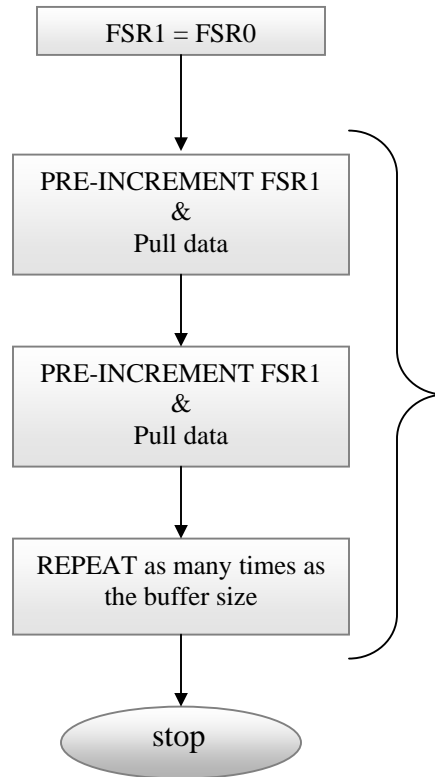 FSR1 = FSR0
PRE-INCREMENT FSR1
&
Pull data
PRE-INCREMENT FSR1
&
Pull data
REPEAT as many times as
the buffer size
stop